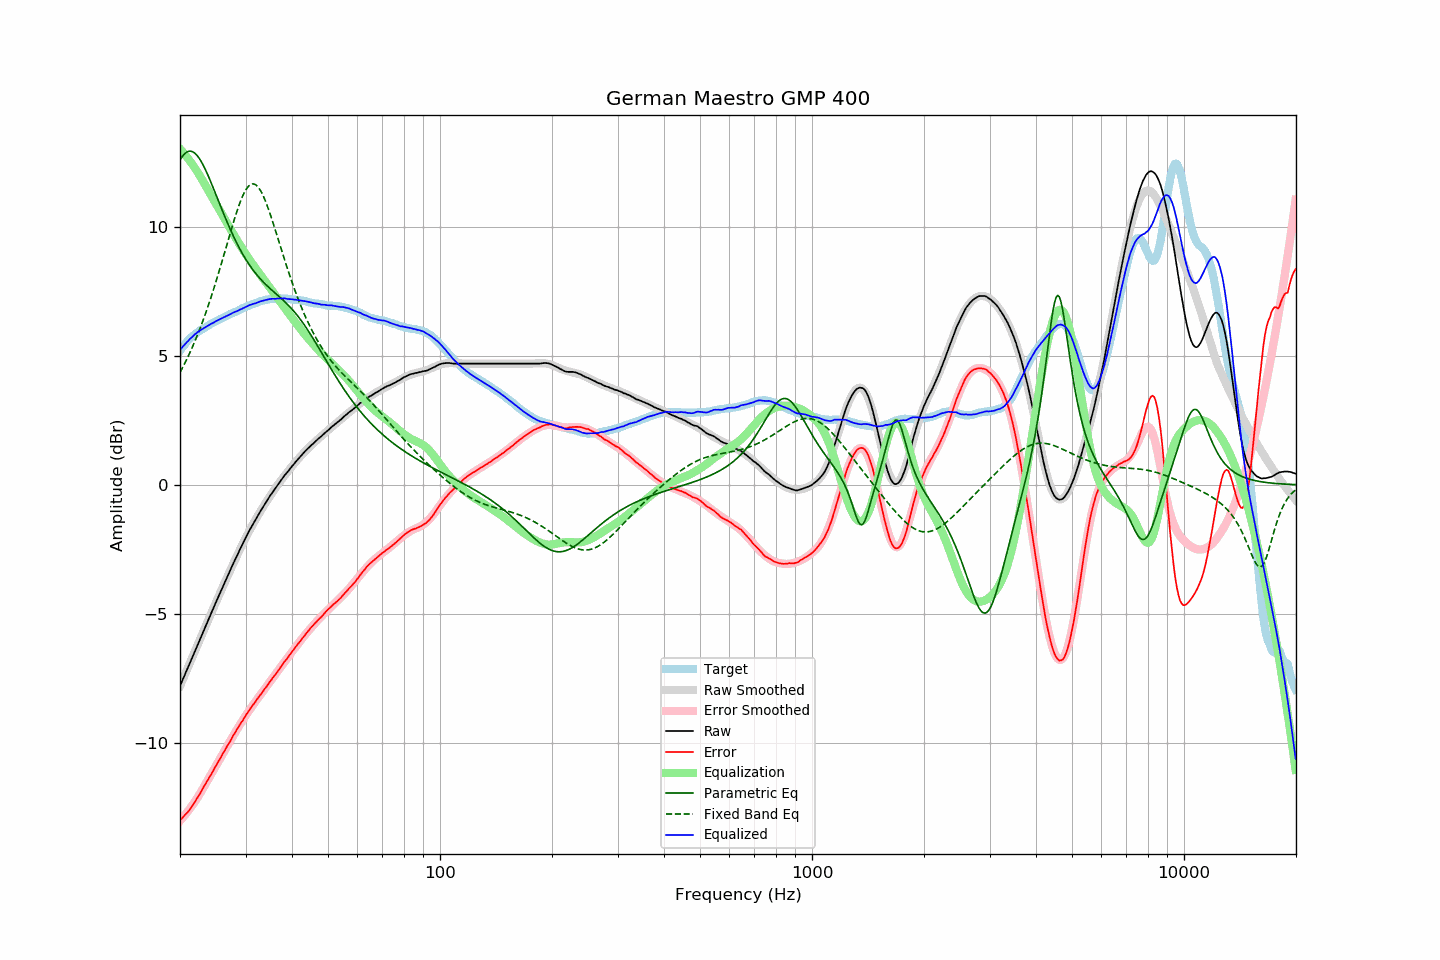 German Maestro GMP 400
Amplitude (dBr)
10
5
0
−5
−10
100
1000
10000
Frequency (Hz)
Target
Raw Smoothed
Error Smoothed
Raw
Error
Equalization
Parametric Eq
Fixed Band Eq
Equalized